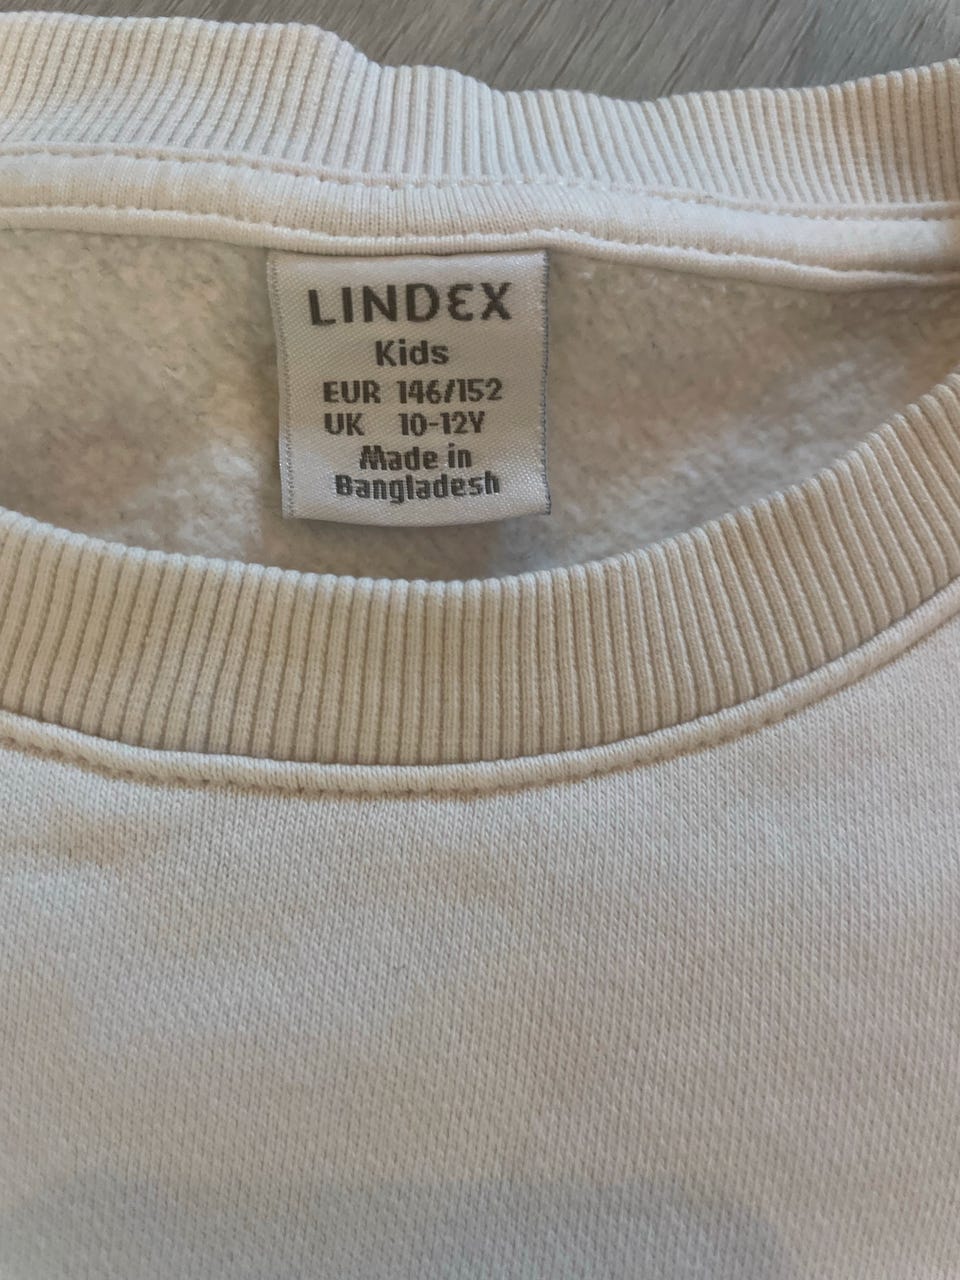 LINDEX
Kids
EUR 146/152
UK 10-12Y
Made in
Bangladesh